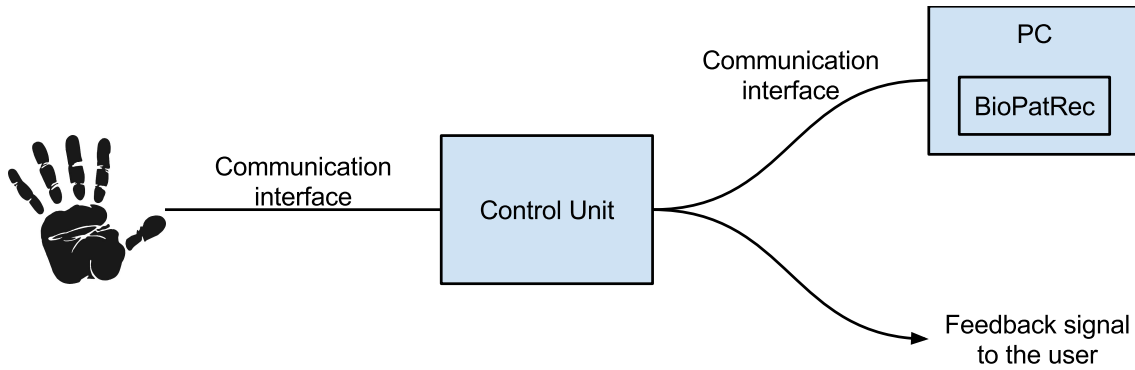 Communication
interface
Control Unit
Communication
interface
PC
BioPatRec
Feedback signal
to the user